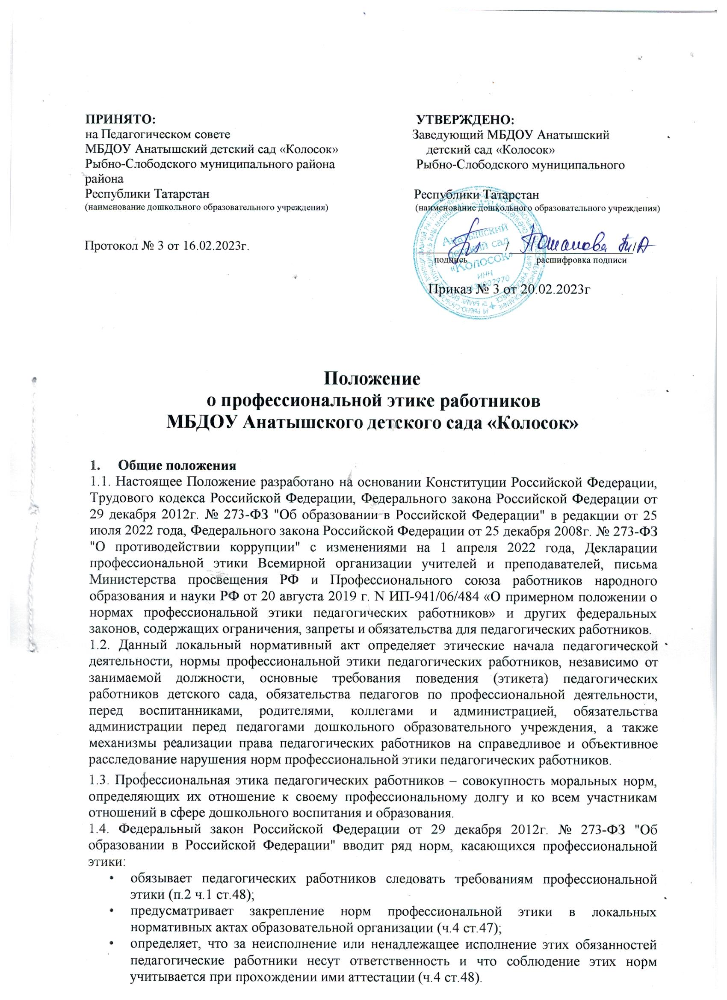 ПРИНЯТО:
на Педагогическом совете
МБДОУ Анатышский детский сад «Колосок»
Рыбно-Слободского муниципального района
района
Республики Татарстан
(наименование дошкольного образовательного учреждения)
Протокол № 3 от 16.02.2023г.
УТВЕРЖДЕНО:
Заведующий МБДОУ Анатышский
детский сад «Колосок»
Рыбно-Слободского муниципального
Республики Татарстан
(наименование дошкольного образовательного учреждения)
/ /
подпись расшифровка подписи
Анатышский
детский сад
«Колосок»
ИНН
Приказ № 3 от 20.02.2023г
Положение
о профессиональной этике работников
МБДОУ Анатышского детского сада «Колосок»
1. Общие положения
1.1. Настоящее Положение разработано на основании Конституции Российской Федерации,
Трудового кодекса Российской Федерации, Федерального закона Российской Федерации от
29 декабря 2012г. № 273-ФЗ "Об образовании в Российской Федерации" в редакции от 25
июля 2022 года, Федерального закона Российской Федерации от 25 декабря 2008г. № 273-ФЗ
"О противодействии коррупции" с изменениями на 1 апреля 2022 года, Декларации
профессиональной этики Всемирной организации учителей и преподавателей, письма
Министерства просвещения РФ и Профессионального союза работников народного
образования и науки РФ от 20 августа 2019 г. N ИП-941/06/484 «О примерном положении о
нормах профессиональной этики педагогических работников» и других федеральных
законов, содержащих ограничения, запреты и обязательства для педагогических работников.
1.2. Данный локальный нормативный акт определяет этические начала педагогической
деятельности, нормы профессиональной этики педагогических работников, независимо от
занимаемой должности, основные требования поведения (этикета) педагогических
работников детского сада, обязательства педагогов по профессиональной деятельности,
перед воспитанниками, родителями, коллегами и администрацией, обязательства
администрации перед педагогами дошкольного образовательного учреждения, а также
механизмы реализации права педагогических работников на справедливое и объективное
расследование нарушения норм профессиональной этики педагогических работников.
1.3. Профессиональная этика педагогических работников – совокупность моральных норм,
определяющих их отношение к своему профессиональному долгу и ко всем участникам
отношений в сфере дошкольного воспитания и образования.
1.4. Федеральный закон Российской Федерации от 29 декабря 2012г. № 273-ФЗ "Об
образовании в Российской Федерации" вводит ряд норм, касающихся профессиональной
этики:
• обязывает педагогических работников следовать требованиям профессиональной
этики (п.2 ч.1 ст.48);
• предусматривает закрепление норм профессиональной этики в локальных
нормативных актах образовательной организации (ч.4 ст.47);
• определяет, что за неисполнение или ненадлежащее исполнение этих обязанностей
педагогические работники несут ответственность и что соблюдение этих норм
учитывается при прохождении ими аттестации (ч.4 ст.48).